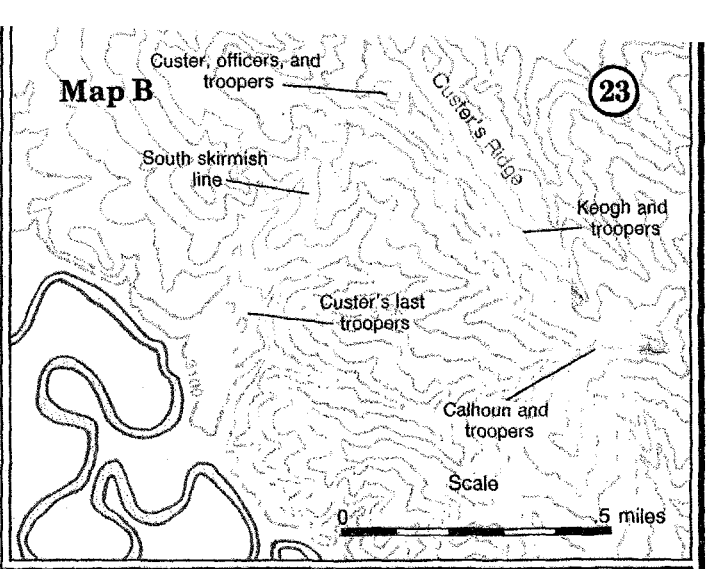 Custer, officers, and
troopers
Map B
23
Custer's Ridge
South skirmish
line
Keogh and
troopers
Custer's last
troopers
Calhoun and
troopers
Scale
0 .5 miles